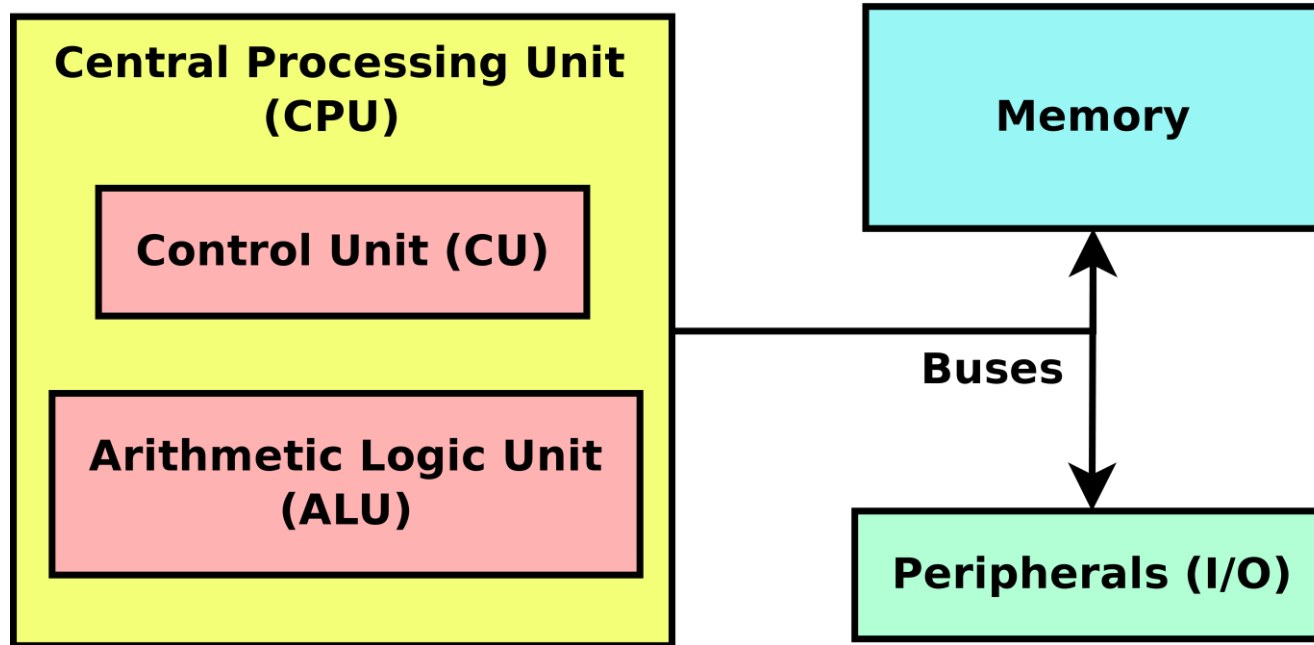 Central Processing Unit
(CPU)
Control Unit (CU)
Arithmetic Logic Unit
(ALU)
Memory
Buses
Peripherals (I/O)